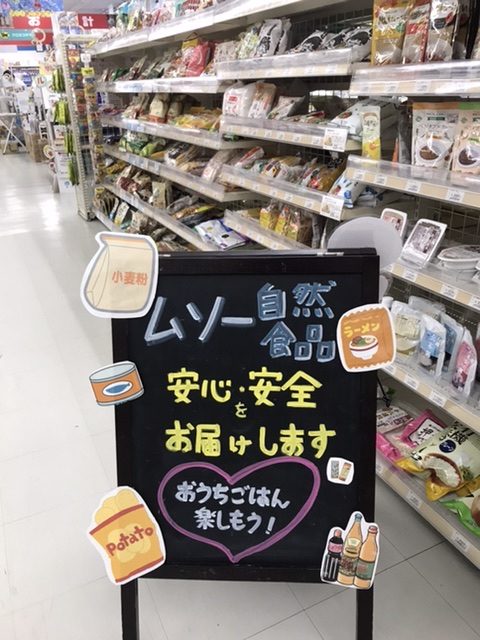 小麦粉
ムソー自然
食品
ラーメン
安心・安全
を
お届けします
おうちごはん
楽しもう!
Potato